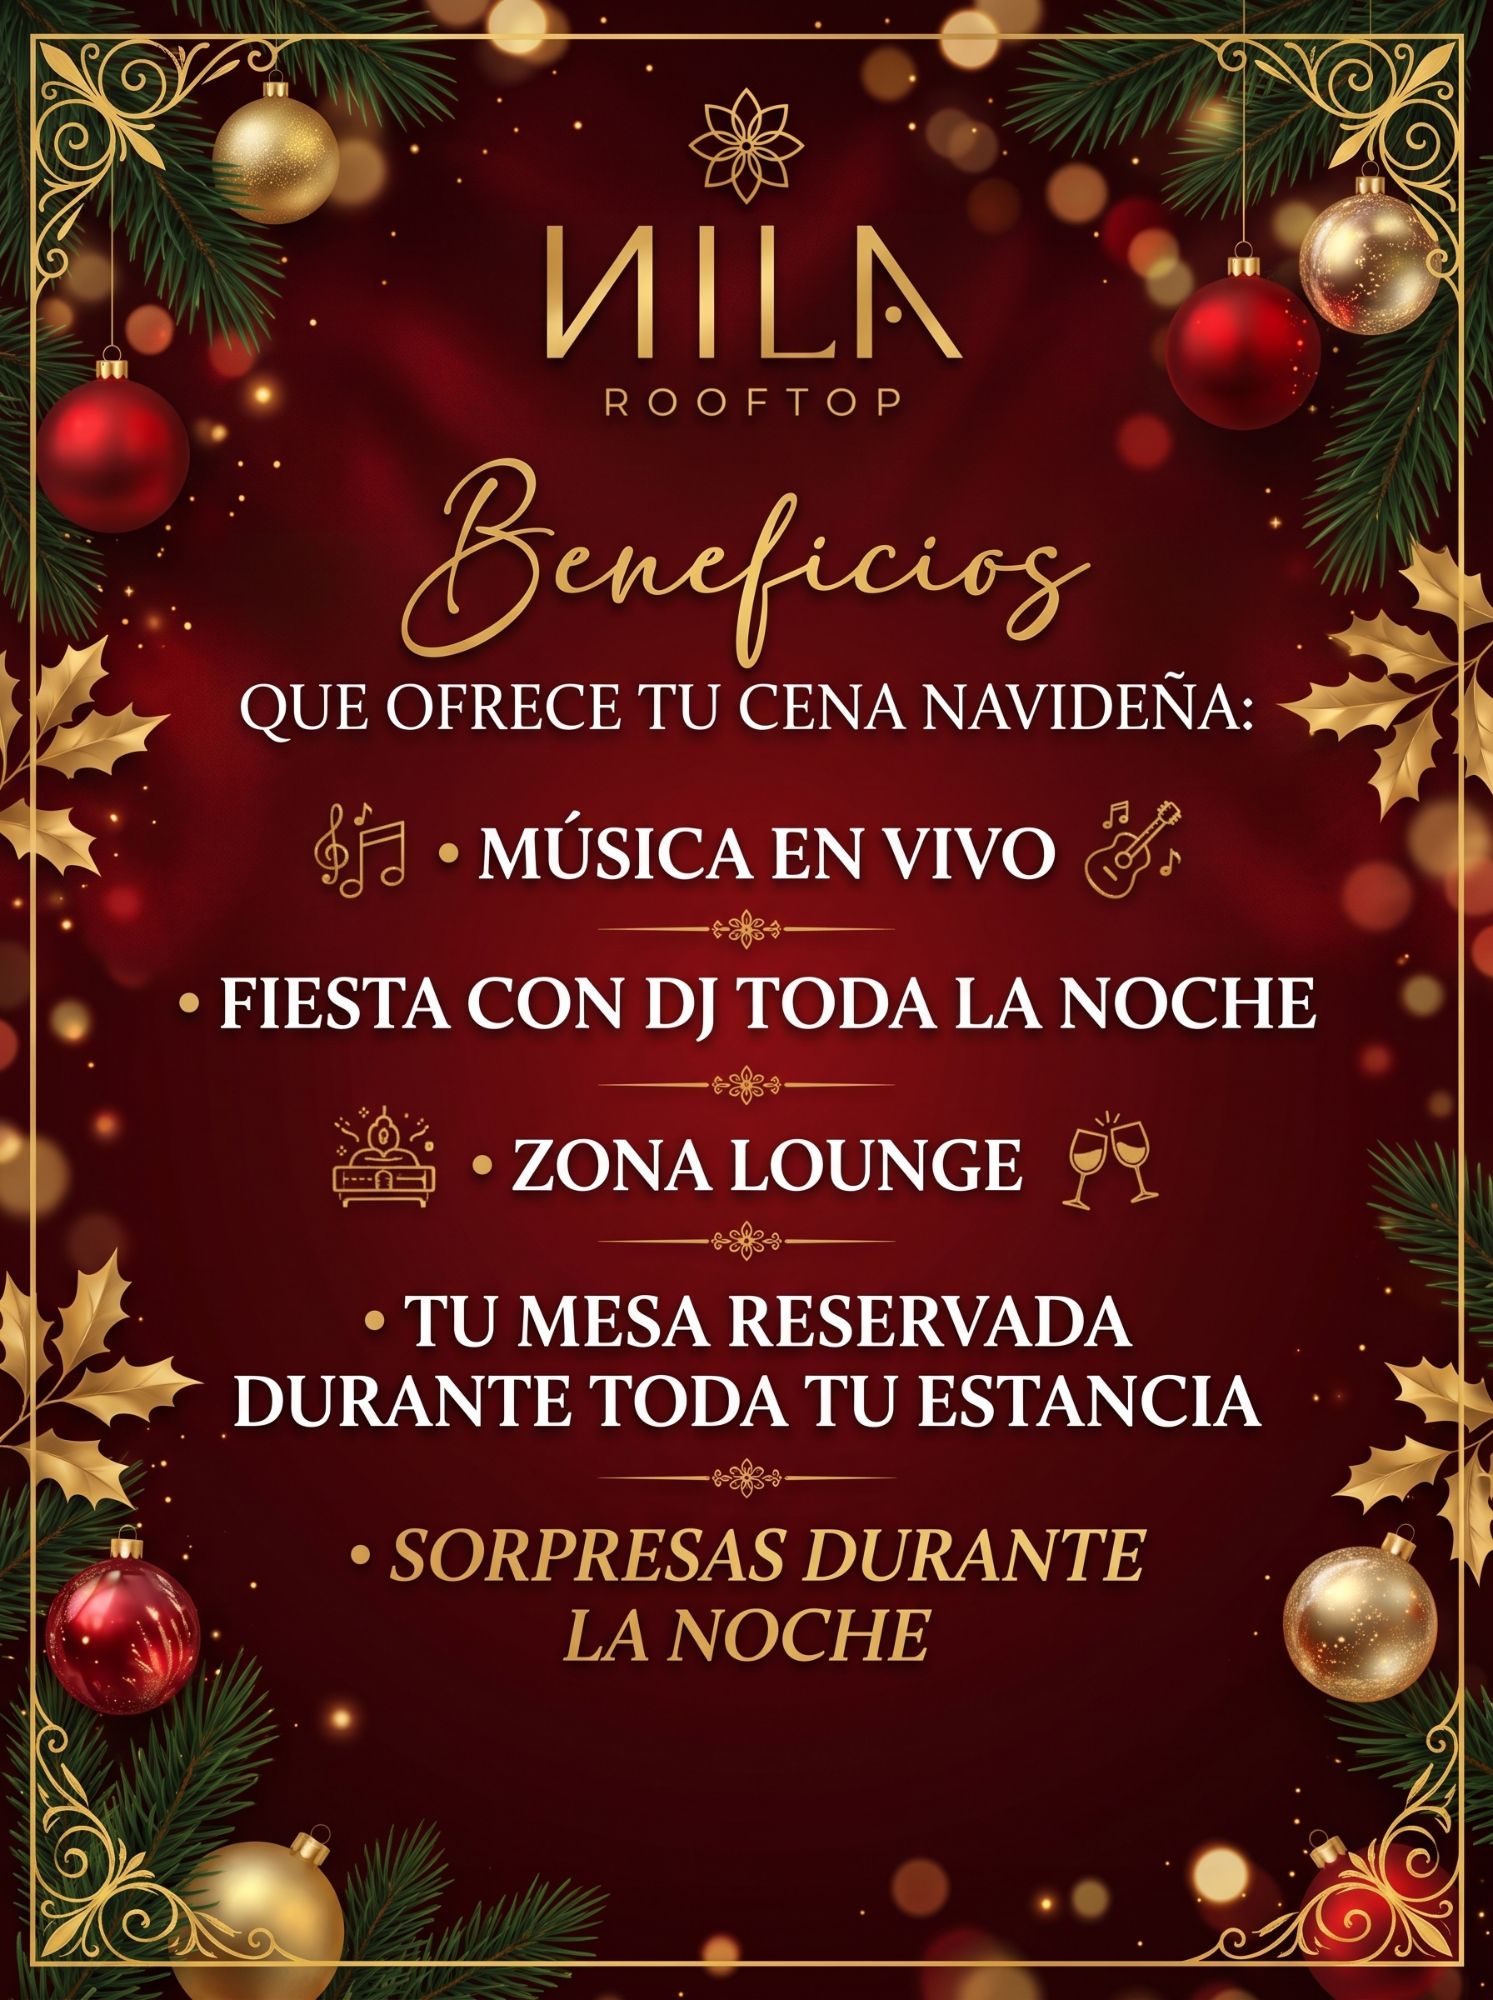 NILA
ROOFTOP
Beneficios
QUE OFRECE TU CENA NAVIDEÑA:
• MÚSICA EN VIVO
• FIESTA CON DJ TODA LA NOCHE
• ZONA LOUNGE
• TU MESA RESERVADA
DURANTE TODA TU ESTANCIA
• SORPRESAS DURANTE
LA NOCHE